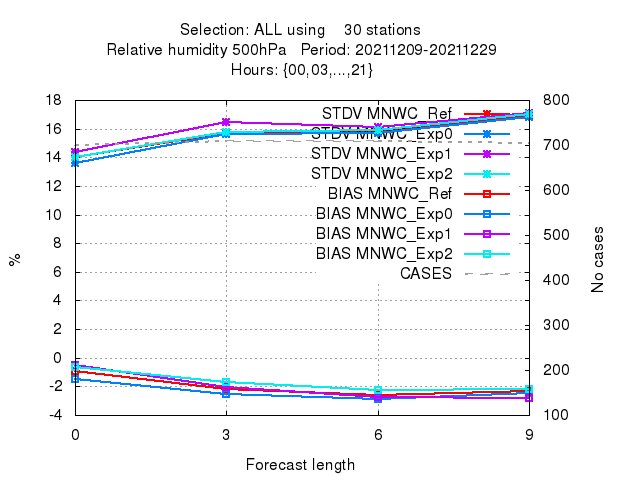 Selection: ALL using    30 stations
Relative humidity 500hPa   Period: 20211209-20211229
Hours: {00,03,...,21}
18
16
14
12
10
8
6
4
2
0
-2
-4
%
STDV MNWC_Ref
STDV MNWC_Exp0
STDV MNWC_Exp1
STDV MNWC_Exp2
BIAS MNWC_Ref
BIAS MNWC_Exp0
BIAS MNWC_Exp1
BIAS MNWC_Exp2
CASES
800
700
600
500
400
300
200
100
No cases
0 3 6 9
Forecast length